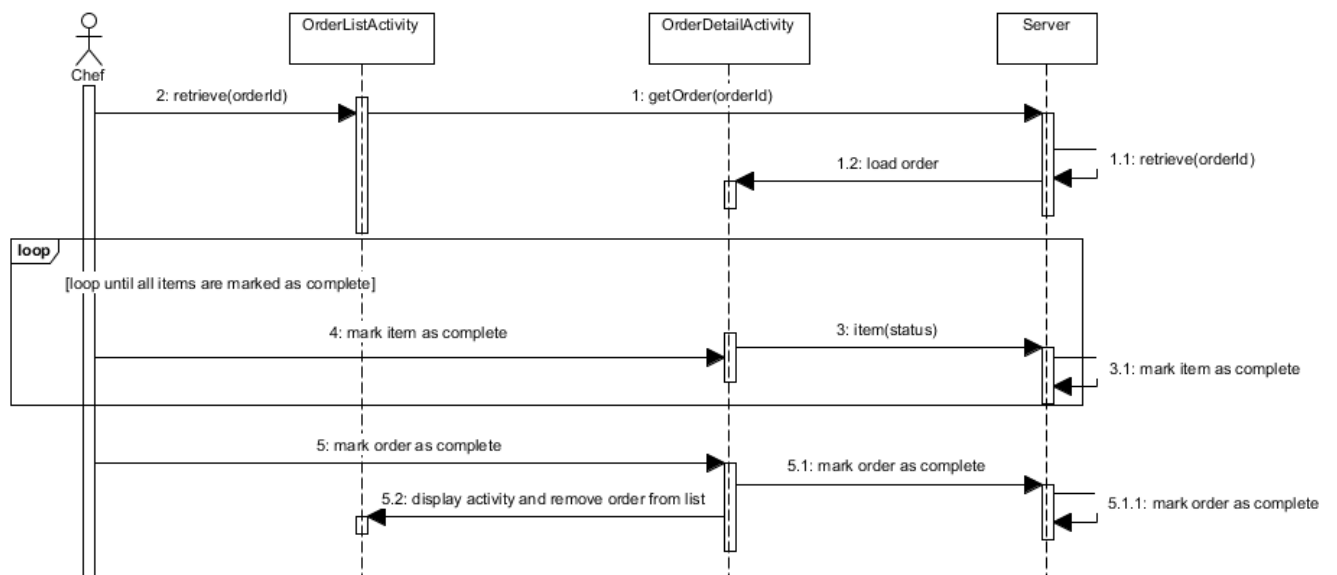 OrderListActivity
OrderDetailActivity
Server
Chef
2: retrieve(orderId)
1: getOrder(orderId)
1.1: retrieve(orderId)
1.2: load order
loop
[loop until all items are marked as complete]
4: mark item as complete
3: item(status)
3.1: mark item as complete
5: mark order as complete
5.1: mark order as complete
5.2: display activity and remove order from list
5.1.1: mark order as complete